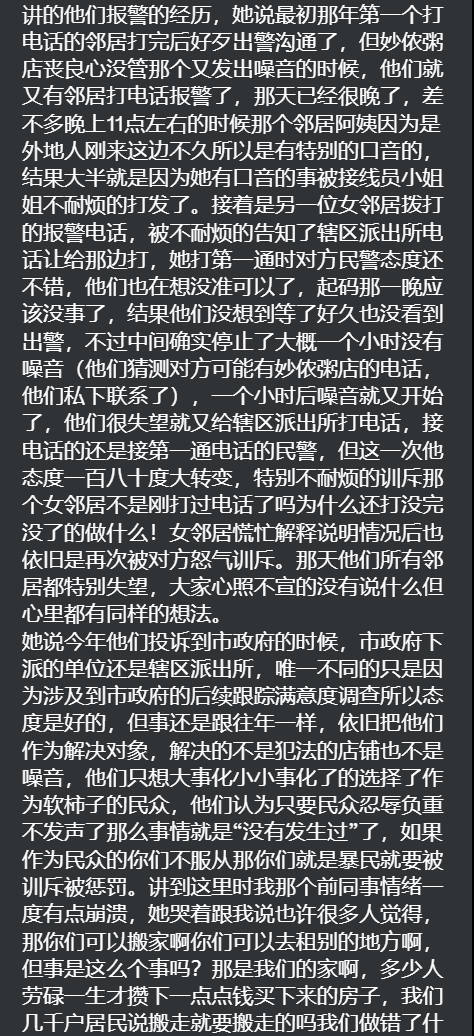 讲的他们报警的经历，她说最初那年第一个打
电话的邻居打完后好歹出警沟通了，但妙侬粥
店丧良心没管那个又发出噪音的时候，他们就
又有邻居打电话报警了，那天已经很晚了，差
不多晚上11点左右的时候那个邻居阿姨因为是
外地人刚来这边不久所以是有特别的口音的，
结果大半就是因为她有口音的事被接线员小姐
姐不耐烦的打发了。接着是另一位女邻居拨打
的报警电话，被不耐烦的告知了辖区派出所电
话让给那边打，她打第一通时对方民警态度还
不错，他们也在想没准可以了，起码那一晚应
该没事了，结果他们没想到等了好久也没看到
出警，不过中间确实停止了大概一个小时没有
噪音（他们猜测对方可能有妙侬粥店的电话，
他们私下联系了），一个小时后噪音就又开始
了，他们很失望就又给辖区派出所打电话，接
电话的还是接第一通电话的民警，但这一次他
态度一百八十度大转变，特别不耐烦的训斥那
个女邻居不是刚打过电话了吗为什么还打没完
没了的做什么！女邻居慌忙解释说明情况后也
依旧是再次被对方怒气训斥。那天他们所有邻
居都特别失望，大家心照不宣的没有说什么但
心里都有同样的想法。
她说今年他们投诉到市政府的时候，市政府下
派的单位还是辖区派出所，唯一不同的只是因
为涉及到市政府的后续跟踪满意度调查所以态
度是好的，但事还是跟往年一样，依旧把他们
作为解决对象，解决的不是犯法的店铺也不是
噪音，他们只想大事化小小事化了的选择了作
为软柿子的民众，他们认为只要民众忍辱负重
不发声了那么事情就是“没有发生过”了，如果
作为民众的你们不服从那你们就是暴民就要被
训斥被惩罚。讲到这里时我那个前同事情绪一
度有点崩溃，她哭着跟我说也许很多人觉得，
那你们可以搬家啊你们可以去租别的地方啊，
但事是这么个事吗？那是我们的家啊，多少人
劳碌一生才攒下一点点钱买下来的房子，我们
几千户居民说搬走就要搬走的吗我们做错了什